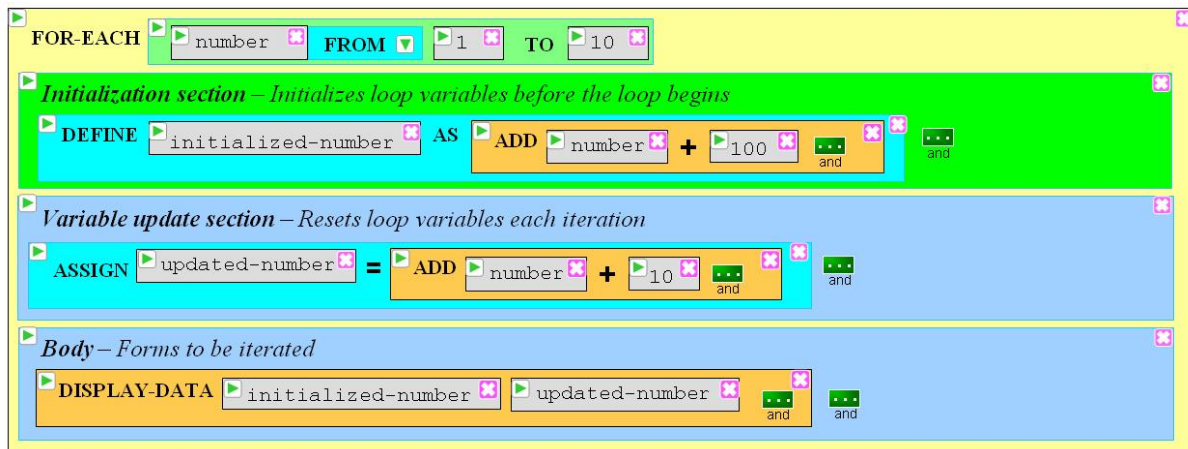 FOR-EACH number FROM 1 TO 10
Initialization section – Initializes loop variables before the loop begins
DEFINE initialized-number AS ADD number + 100 ... and ... and
Variable update section – Resets loop variables each iteration
ASSIGN updated-number = ADD number + 10 ... and ... and
Body – Forms to be iterated
DISPLAY-DATA initialized-number updated-number ... and ... and